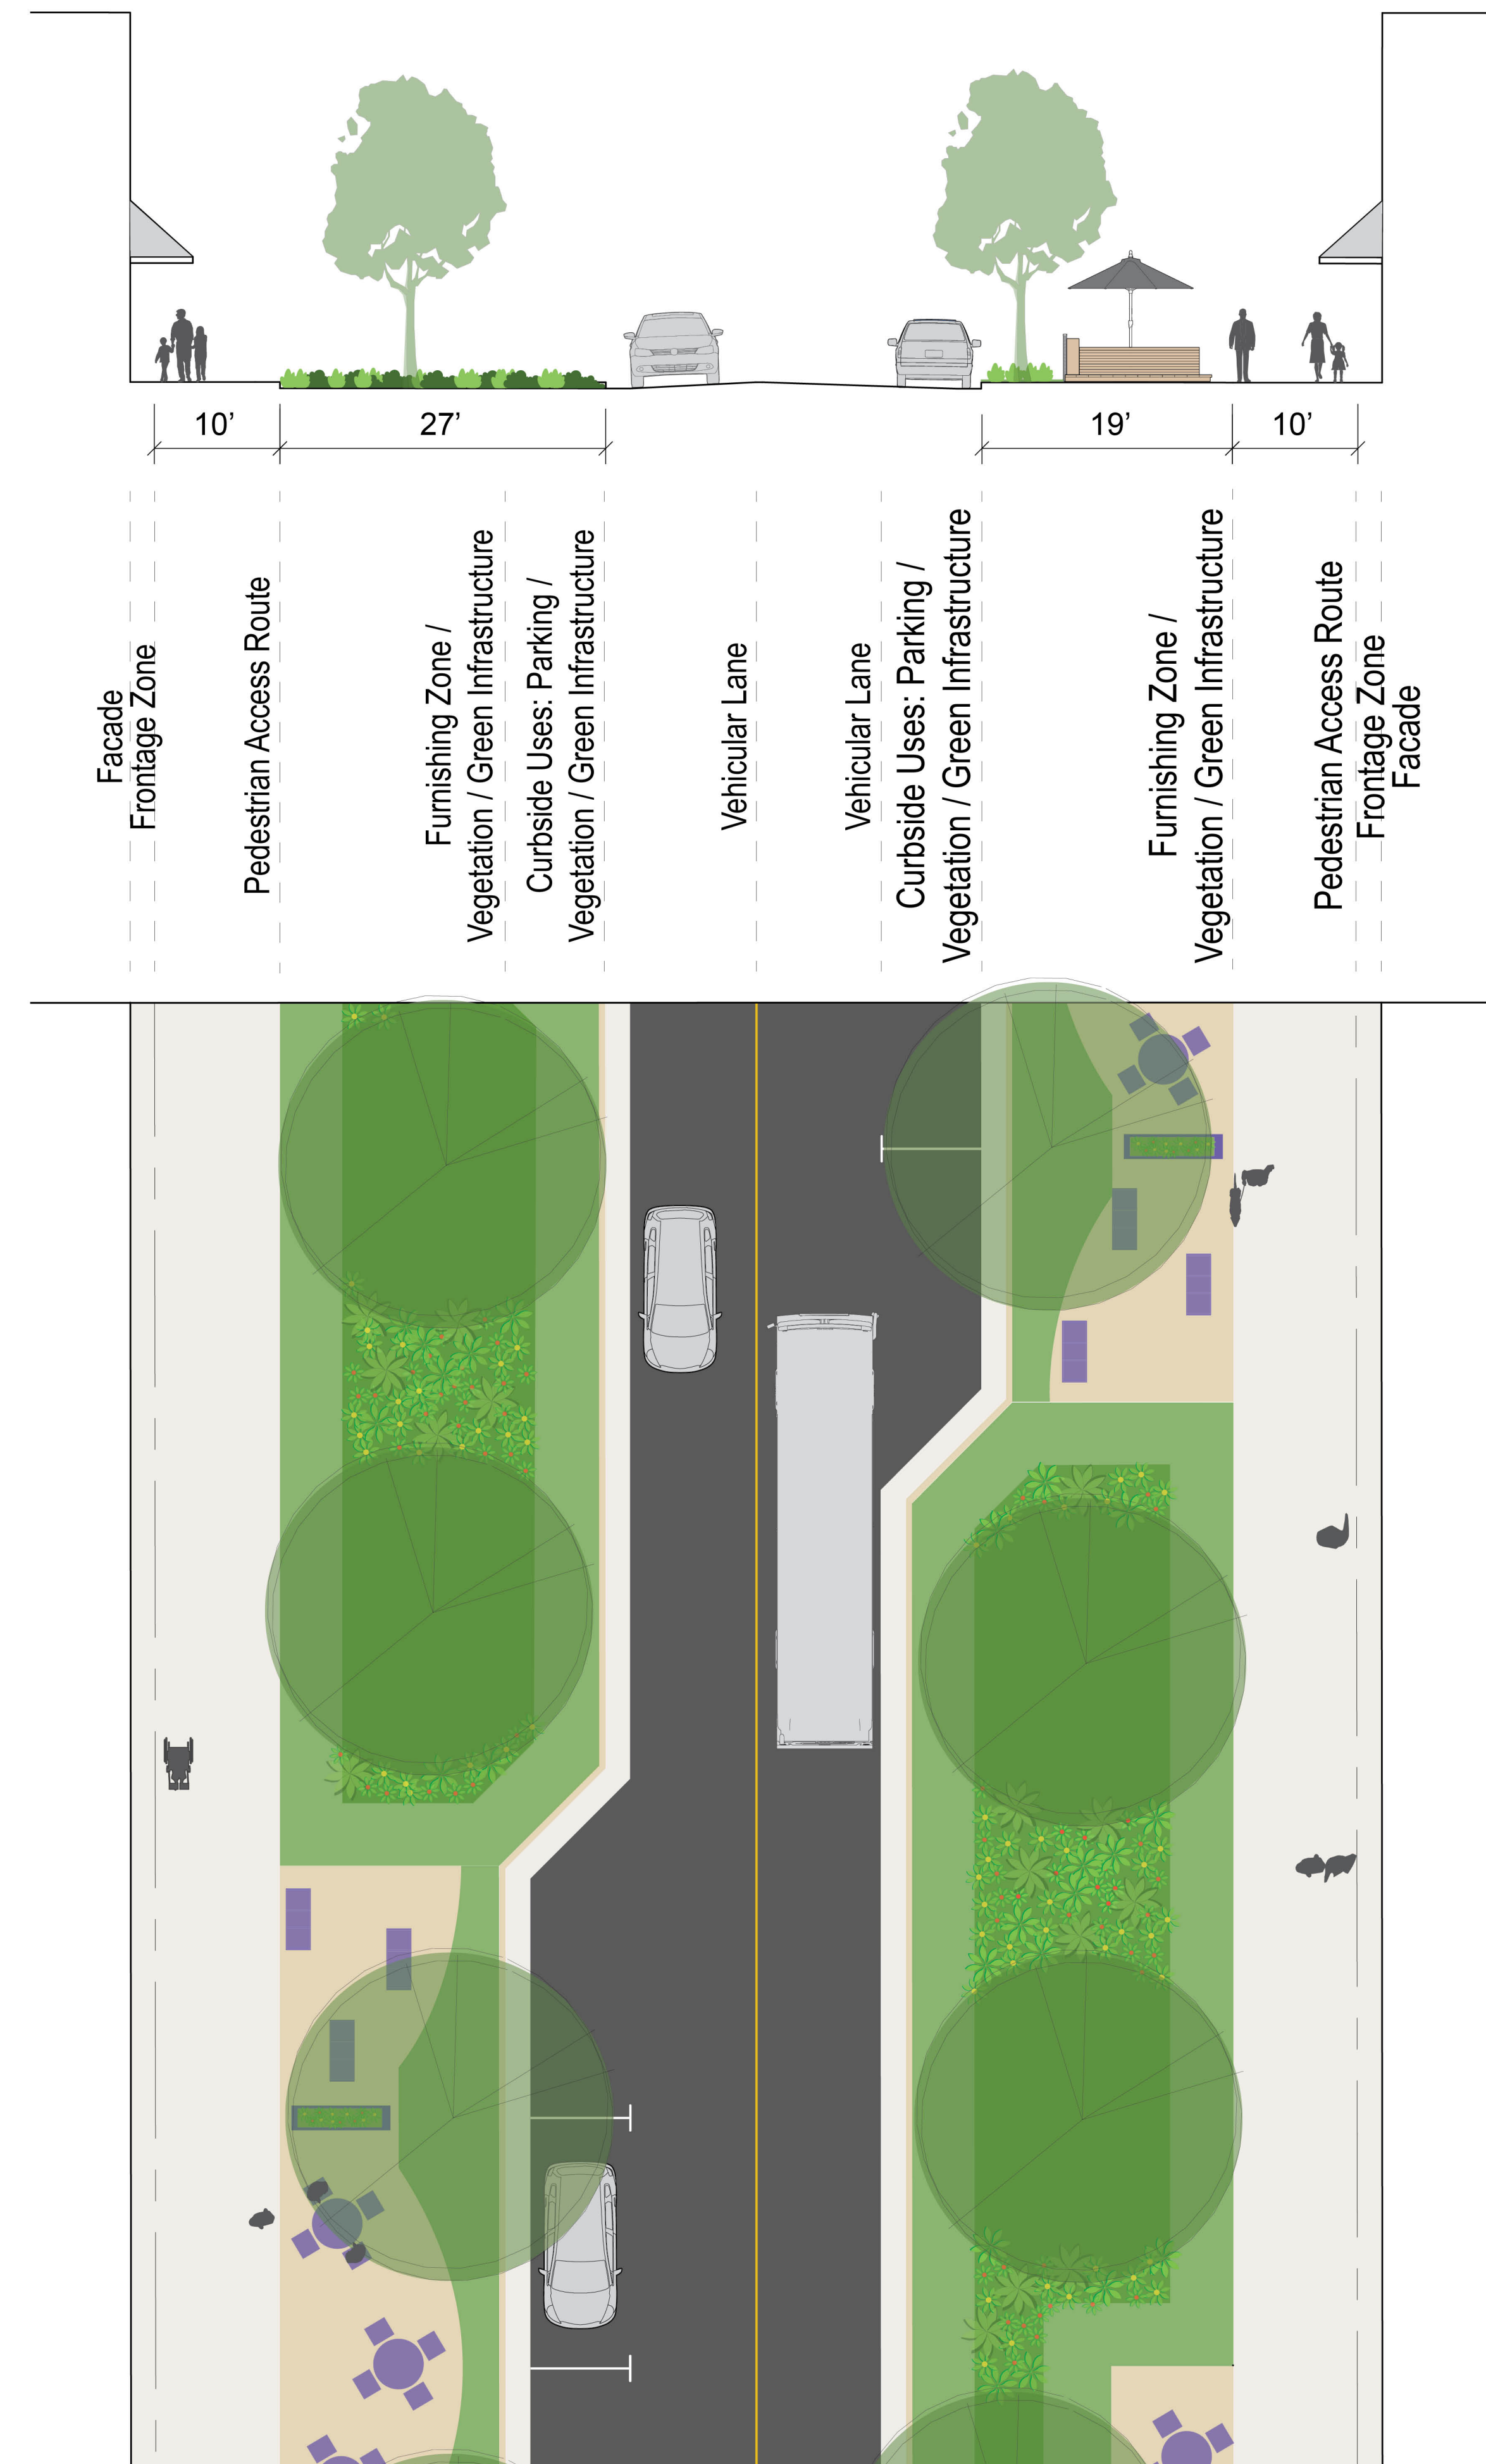 10’
27’
19’
10’
Facade
Frontage Zone
Pedestrian Access Route
Furnishing Zone /
Vegetation / Green Infrastructure
Curbside Uses: Parking /
Vegetation / Green Infrastructure
Vehicular Lane
Vehicular Lane
Curbside Uses: Parking /
Vegetation / Green Infrastructure
Furnishing Zone /
Vegetation / Green Infrastructure
Pedestrian Access Route
Frontage Zone
Facade